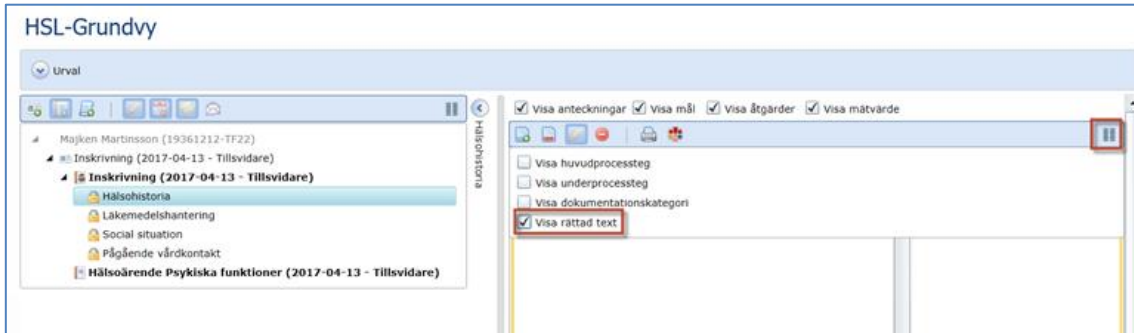 HSL-Grundvy
Urval
Majken Martinsson (19361212-TF22)
Inskrivning (2017-04-13 - Tillsvidare)
Inskrivning (2017-04-13 - Tillsvidare)
Hälsohistoria
Läkemedelshantering
Social situation
Pågående vårdkontakt
Hälsoärende Psykiska funktioner (2017-04-13 - Tillsvidare)
Hälsohistoria
Visa anteckningar Visa mål Visa åtgärder Visa mätvärde
Visa huvudprocessteg
Visa underprocessteg
Visa dokumentationskategori
Visa rättad text